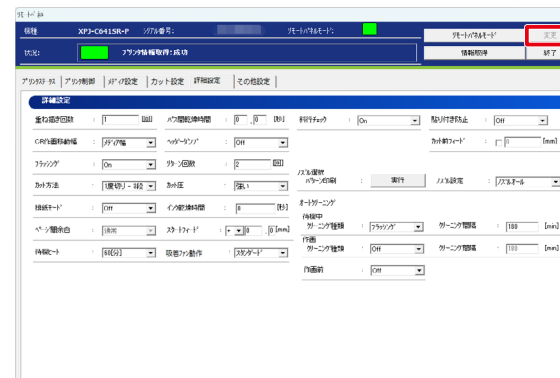 リモートパネル
機種 XPJ-C641SR-P シリアル番号: リモートパネルモード:
状況: プリンタ情報取得:成功
リモートパネルモード 変更
情報取得 終了
プリンタステータス プリンタ制御 メディア設定 カット設定 詳細設定 その他設定
詳細設定
重ね描き回数 : 1 [回] パス間乾燥時間 : 0 . 0 [秒] 斜行チェック : On 貼り付き防止 : Off
CR作画移動幅 : メディア幅 ヘッドダンプ : Off カット前フィード : 0 [mm]
フラッシング : On リターン回数 : 2 [回]
ノズル選択
パターン印刷 : 実行 ノズル設定 : ノズルオール
カット方法 : 1度切り - カット圧 : 強い
オートクリーニング
接紙モード : Off インク乾燥時間 : 0 [秒]
待機中
クリーニング種類 : フラッシング クリーニング間隔 : 180 [min]
ページ間余白 : 通常 スタートフィード : + 0 . 0 [mm]
作画
クリーニング種類 : Off クリーニング間隔 : 180 [min]
待機ヒート : 60[分] 吸着ファン動作 : スタンダード
作画前 : Off